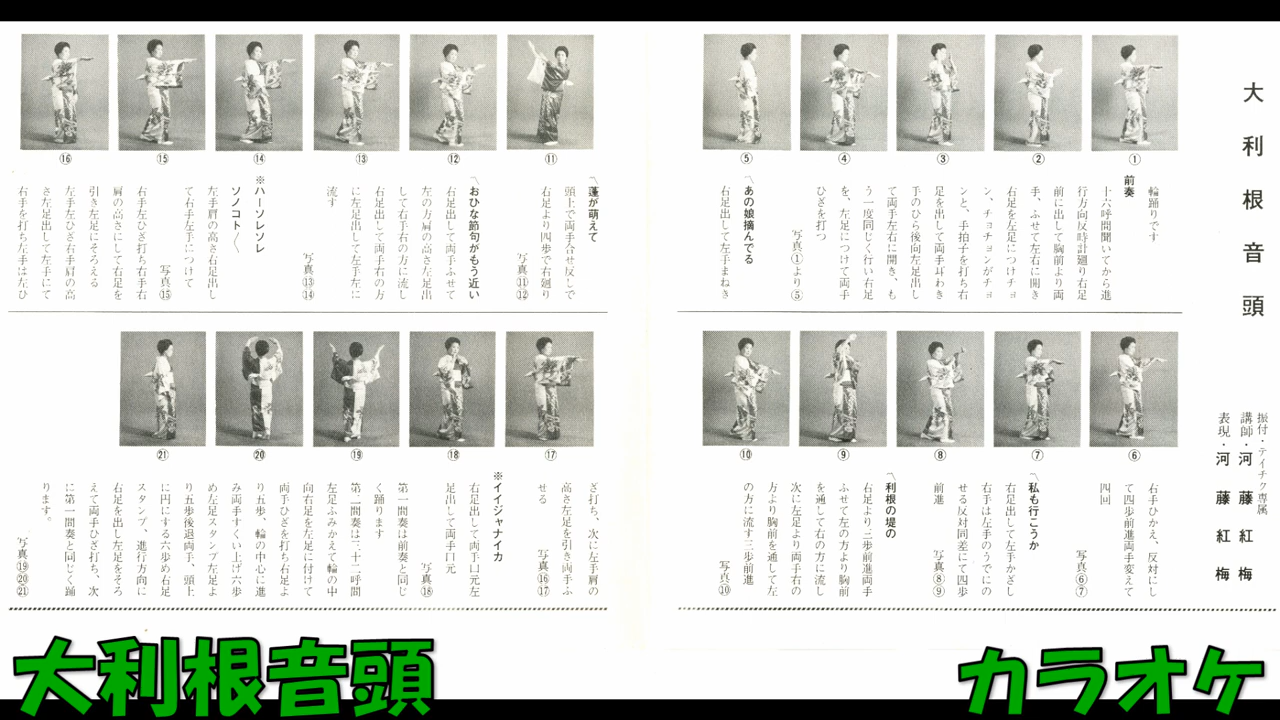 大利根音頭
振付・テイチク専属
講師・河藤紅梅
表現・河藤紅梅
①
②
③
④
⑤
輪踊りです
前奏
十六呼間聞いてから進
行方向反時計廻り右足
前に出して胸前より両
手、ふせて左右に開き
右足を左足につけチョ
ン、チョチョンがチョ
ンと、手拍子を打ち右
足を出して両手耳わき
手のひら後向左足出し
て両手左右に開き、も
う一度同じく行い右足
を、左足につけて両手
ひざを打つ
写真①より⑤
〽あの娘摘んでる
右足出して左手まねき
⑥
⑦
⑧
⑨
⑩
右手ひかえ、反対にし
て四歩前進両手変えて
四回
写真⑥⑦
〽私も行こうか
右足出して左手かざし
右手は左手のうでにの
せる反対同差にて四歩
前進
写真⑧⑨
〽利根の堤の
右足より三歩前進両手
ふせて左の方より胸前
を通して右の方に流し
次に左足より両手右の
方より胸前を通して左
の方に流す三歩前進
写真⑩
⑪
⑫
⑬
⑭
⑮
⑯
〽蓬が萌えて
頭上で両手合せ反しで
右足より四歩で右廻り
写真⑪⑫
〽おひな節句がもう近い
右足出して両手ふせて
左の方肩の高さ左足出
して右手右の方に流し
右足出して両手右の方
に左足出して左手左に
流す
写真⑬⑭
※ハーソレソレ
ソノコト〳〵
左手肩の高さ右足出し
て右手左手につけて
写真⑮
右手左ひざ打ち右手右
肩の高さにして右足を
引き左足にそろえる
左手左ひざ右手肩の高
さ左足出して左手にて
右手を打ち左手は左ひ
⑰
⑱
⑲
⑳
㉑
ざ打ち、次に左手肩の
高さ左足を引き両手ふ
せる
写真⑯⑰
※イイジャナイカ
右足出して両手口元左
足出して両手口元
写真⑱
第一間奏は前奏と同じ
く踊ります
第二間奏は三十二呼間
左足ふみかえて輪の中
向右足を左足に付けて
両手ひざを打ち右足よ
り五歩、輪の中心に進
み両手すくい上げ六歩
め左足スタンプ左足よ
り五歩後退両手、頭上
に円にする六歩め右足
スタンプ、進行方向に
右足を出し左足をそろ
えて両手ひざ打ち、次
に第一間奏と同じく踊
ります。
写真⑲⑳㉑
大利根音頭
カラオケ